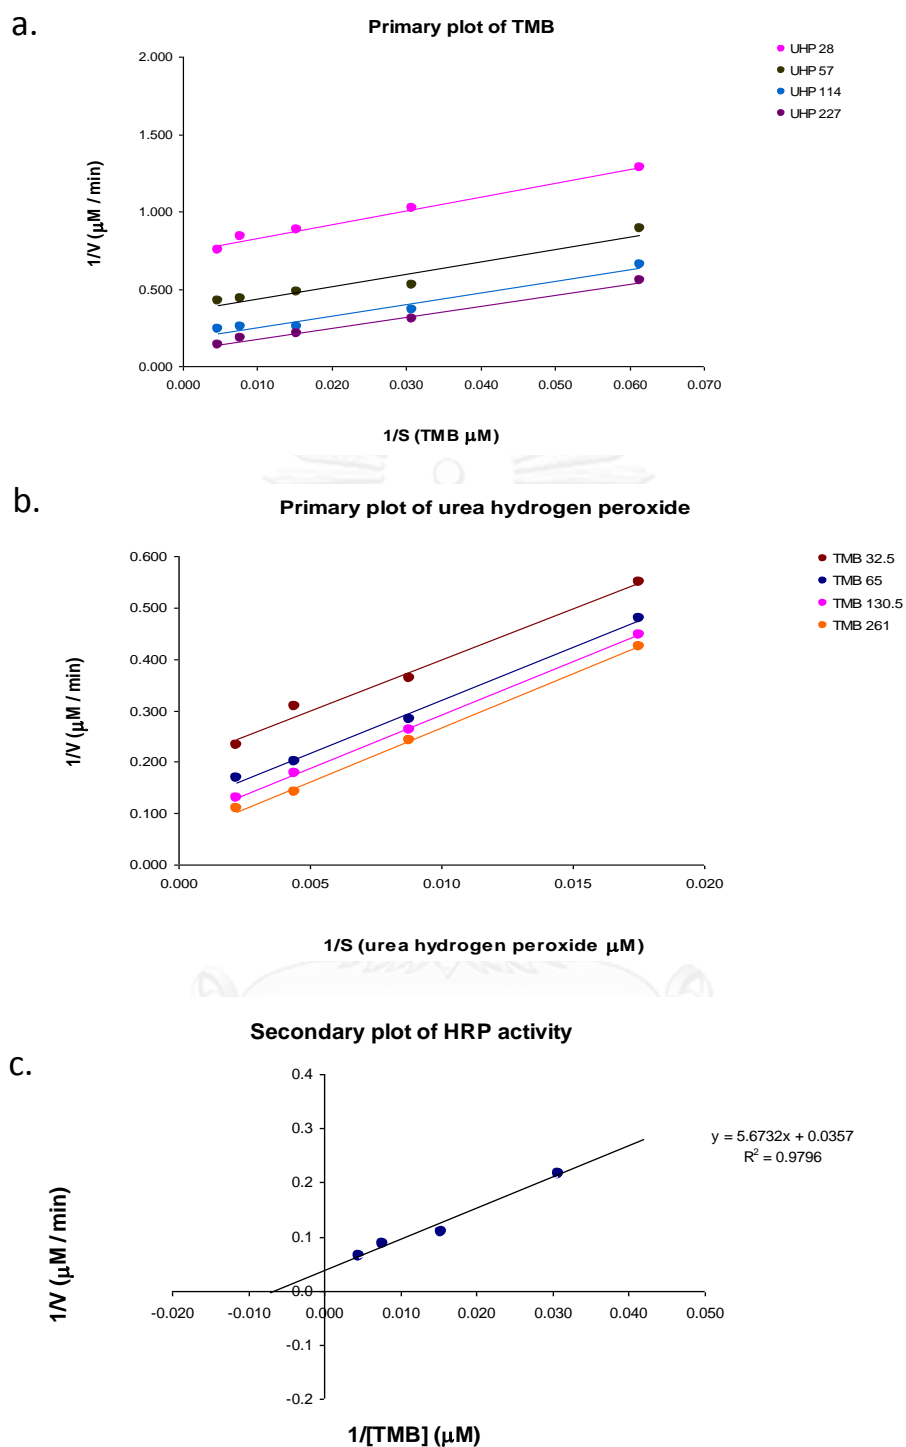 a.
Primary plot of TMB
UHP 28
UHP 57
UHP 114
UHP 227
2.000
1.500
1.000
0.500
0.000
1/V (μM / min)
0.000 0.010 0.020 0.030 0.040 0.050 0.060 0.070
1/S (TMB μM)
b.
Primary plot of urea hydrogen peroxide
TMB 32.5
TMB 65
TMB 130.5
TMB 261
0.600
0.500
0.400
0.300
0.200
0.100
0.000
1/V (μM / min)
0.000 0.005 0.010 0.015 0.020
1/S (urea hydrogen peroxide μM)
Secondary plot of HRP activity
c.
0.4
0.3
0.2
0.1
0.0
-0.1
-0.2
y = 5.6732x + 0.0357
R² = 0.9796
1/V (μM / min)
-0.020 -0.010 0.000 0.010 0.020 0.030 0.040 0.050
1/[TMB] (μM)